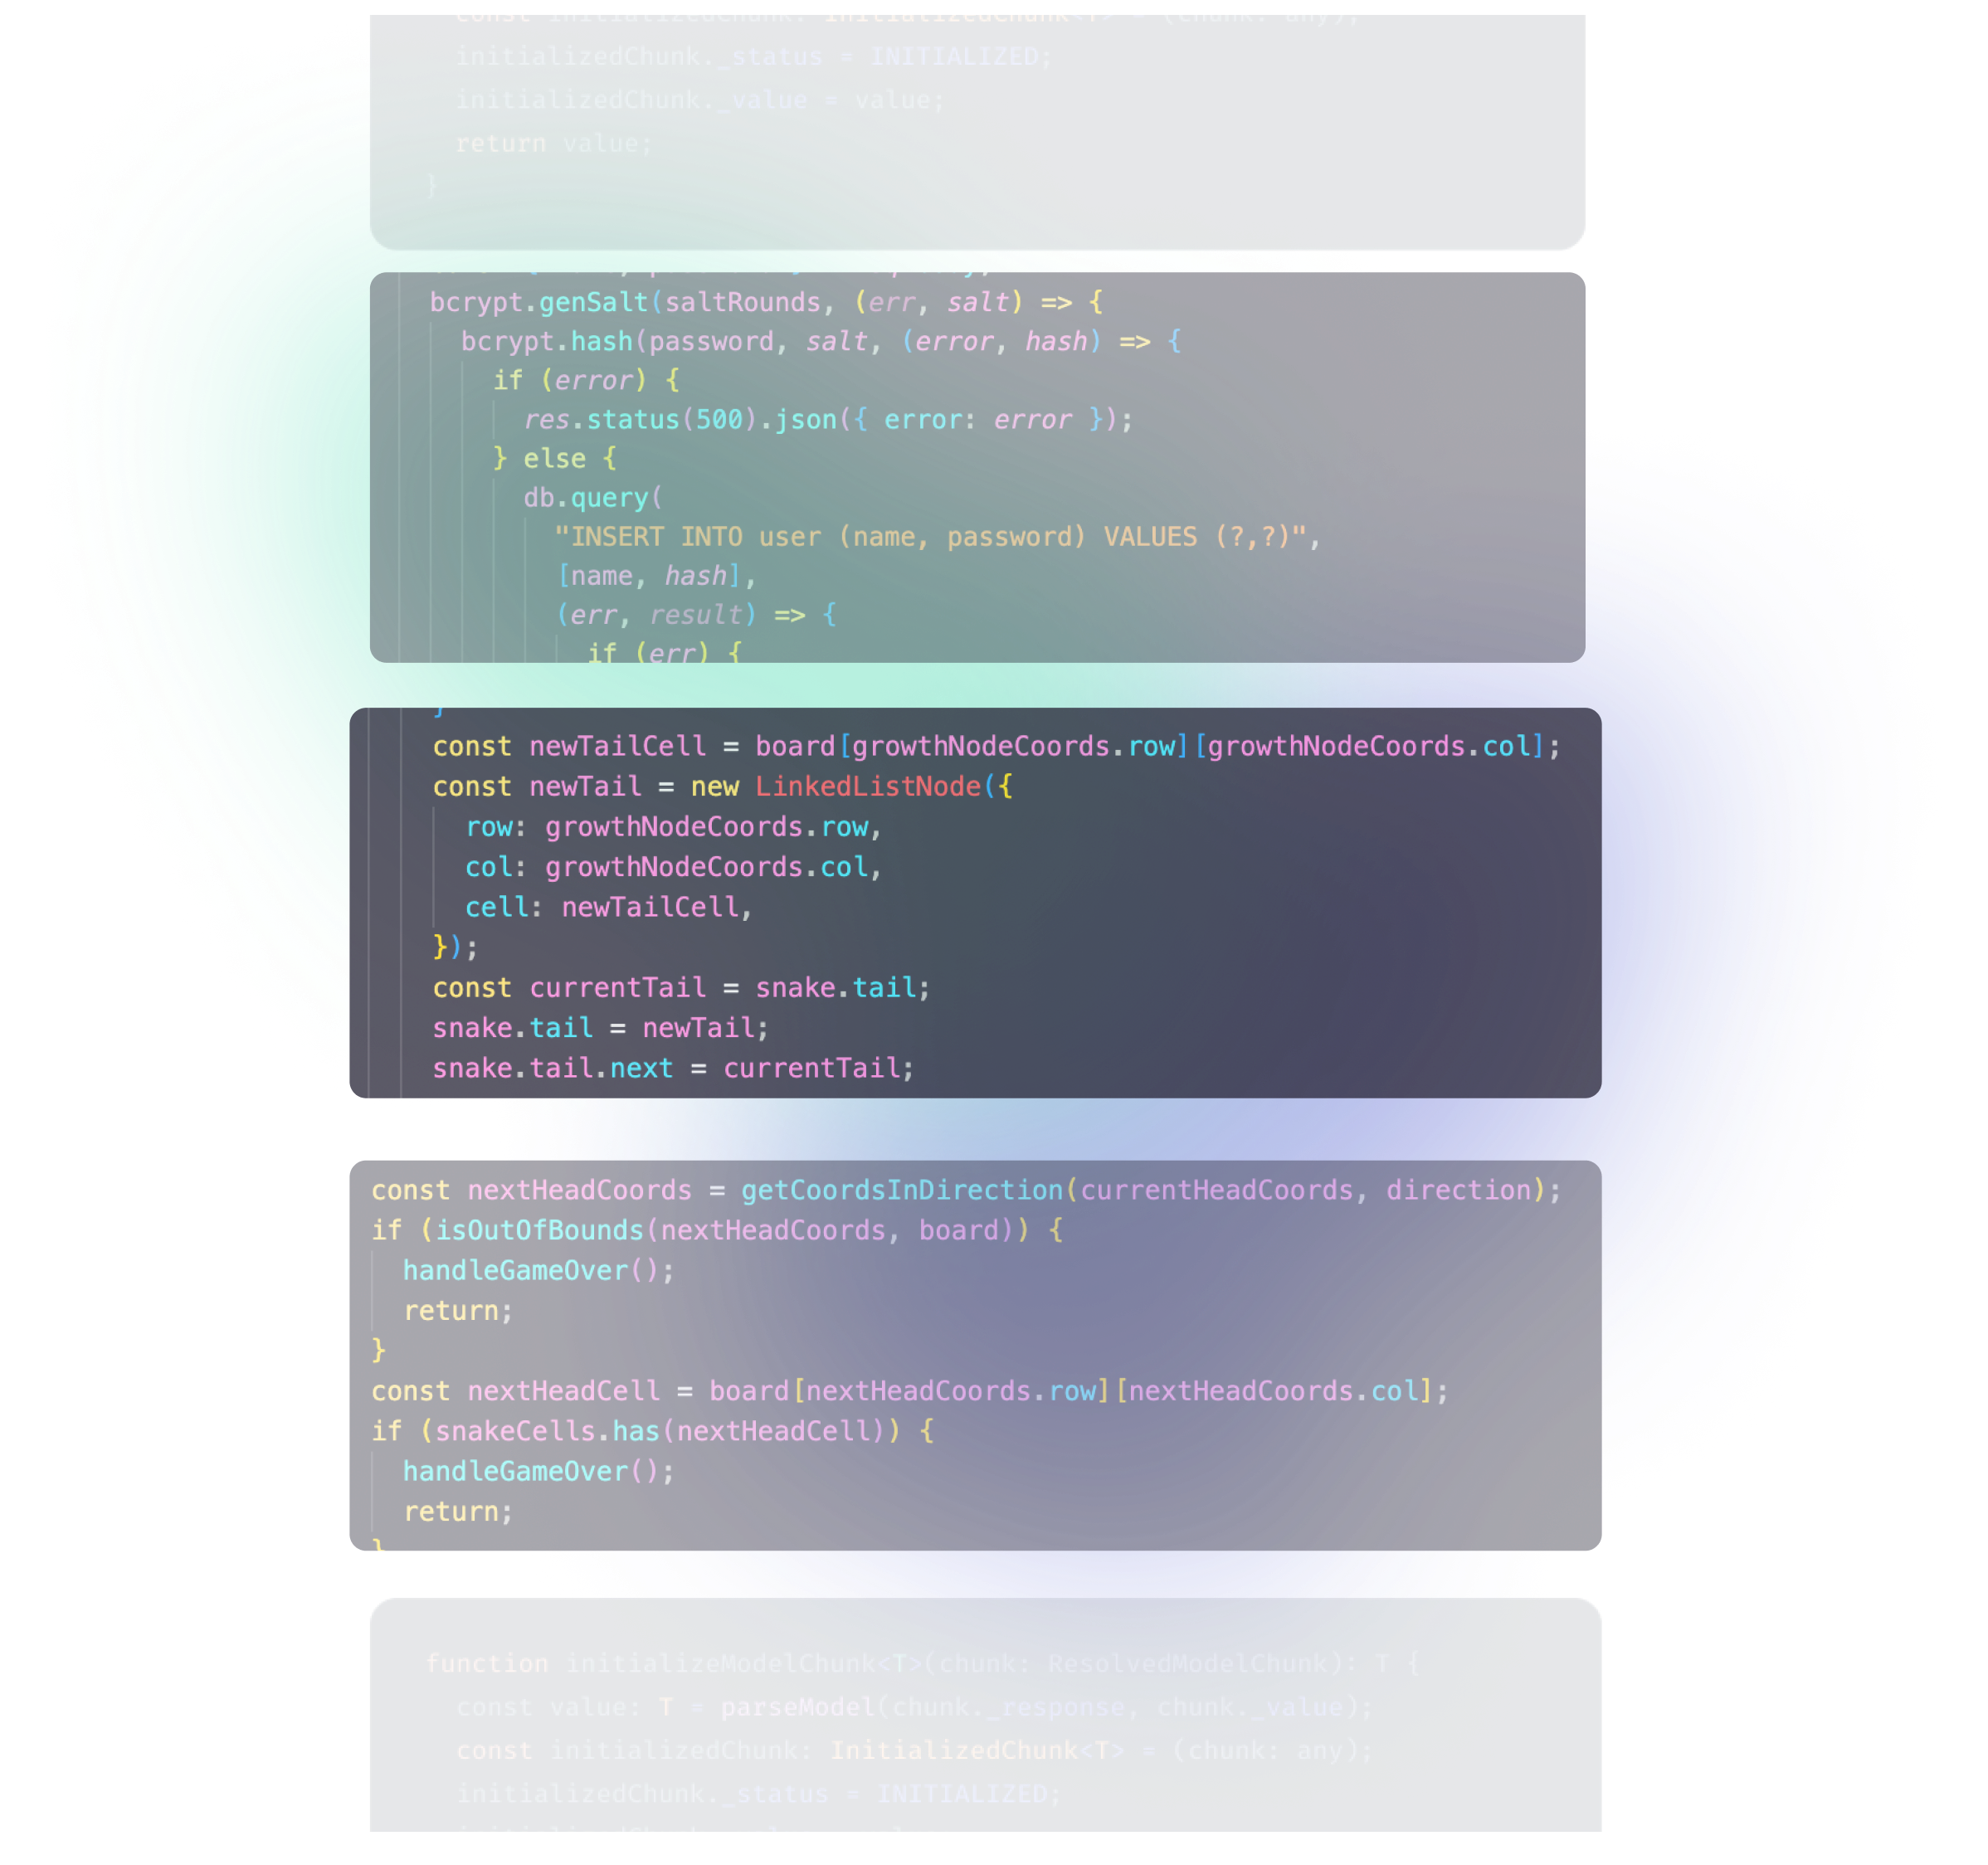 const initializedChunk: InitializedChunk<T> = (chunk: any);
initializedChunk._status = INITIALIZED;
initializedChunk._value = value;
return value;
}
bcrypt.genSalt(saltRounds, (err, salt) => {
bcrypt.hash(password, salt, (error, hash) => {
if (error) {
res.status(500).json({ error: error });
} else {
db.query(
"INSERT INTO user (name, password) VALUES (?,?)",
[name, hash],
(err, result) => {
if (err) {
}
const newTailCell = board[growthNodeCoords.row][growthNodeCoords.col];
const newTail = new LinkedListNode({
row: growthNodeCoords.row,
col: growthNodeCoords.col,
cell: newTailCell,
});
const currentTail = snake.tail;
snake.tail = newTail;
snake.tail.next = currentTail;
const nextHeadCoords = getCoordsInDirection(currentHeadCoords, direction);
if (isOutOfBounds(nextHeadCoords, board)) {
handleGameOver();
return;
}
const nextHeadCell = board[nextHeadCoords.row][nextHeadCoords.col];
if (snakeCells.has(nextHeadCell)) {
handleGameOver();
return;
}
function initializeModelChunk<T>(chunk: ResolvedModelChunk): T {
const value: T = parseModel(chunk._response, chunk._value);
const initializedChunk: InitializedChunk<T> = (chunk: any);
initializedChunk._status = INITIALIZED;